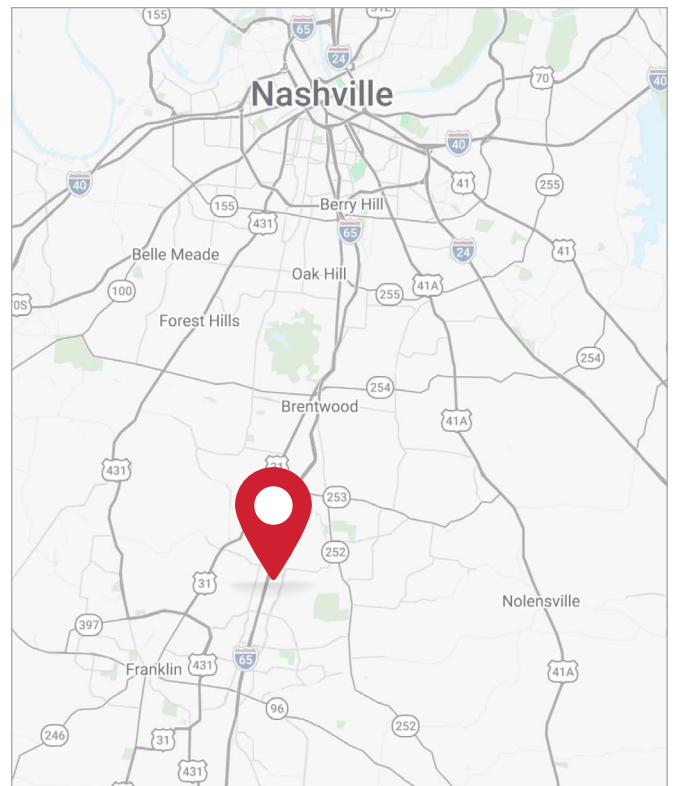 155
65
31E
24
70
40
Nashville
40
40
41
255
155
Berry Hill
431
65
Belle Meade
24
41
Oak Hill
100
255
41A
0S
Forest Hills
254
254
Brentwood
41A
31
431
253
252
31
Nolensville
397
65
431
Franklin
41A
96
252
246
31
431